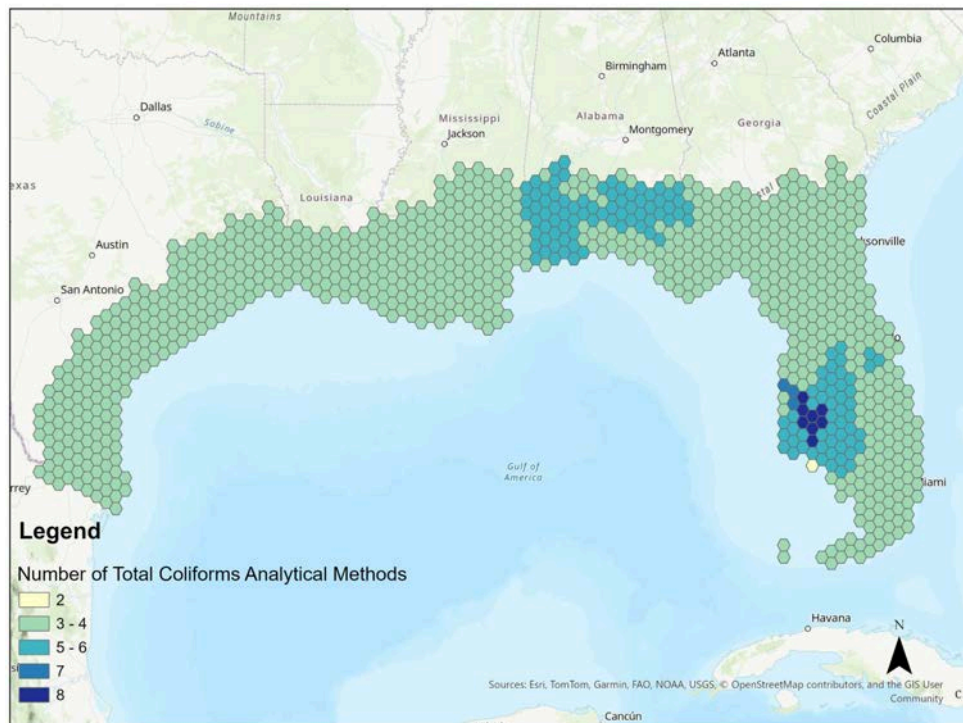 Mountains
Columbia
Atlanta
Birmingham
Dallas
Coastal Plain
Mississippi
Alabama
Georgia
Sabine
Jackson
Montgomery
exas
Louisiana
Austin
ksonville
San Antonio
Gulf of
America
rrey
iami
Legend
Number of Total Coliforms Analytical Methods
2
3 - 4
5 - 6
7
8
Havana
N
Sources: Esri, TomTom, Garmin, FAO, NOAA, USGS, © OpenStreetMap contributors, and the GIS User
Community
Cancún